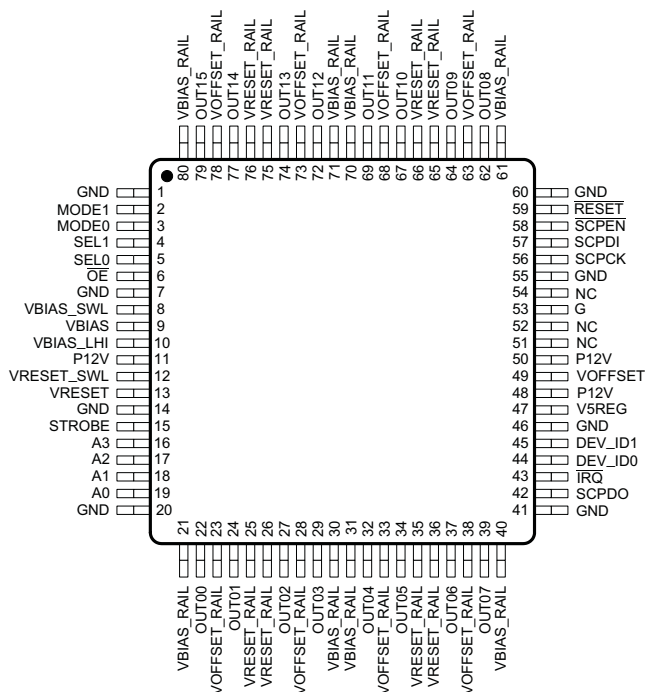 VBIAS_RAIL 80
OUT15 79
VOFFSET_RAIL 78
OUT14 77
VRESET_RAIL 76
VRESET_RAIL 75
OUT13 74
VOFFSET_RAIL 73
OUT12 72
VBIAS_RAIL 71
VBIAS_RAIL 70
OUT11 69
VOFFSET_RAIL 68
OUT10 67
VRESET_RAIL 66
VRESET_RAIL 65
OUT09 64
VOFFSET_RAIL 63
OUT08 62
VBIAS_RAIL 61
GND 1
MODE1 2
MODE0 3
SEL1 4
SEL0 5
OE 6
GND 7
VBIAS_SWL 8
VBIAS 9
VBIAS_LHI 10
P12V 11
VRESET_SWL 12
VRESET 13
GND 14
STROBE 15
A3 16
A2 17
A1 18
A0 19
GND 20
60 GND
59 RESET
58 SCPEN
57 SCPDI
56 SCPCK
55 GND
54 NC
53 G
52 NC
51 NC
50 P12V
49 VOFFSET
48 P12V
47 V5REG
46 GND
45 DEV_ID1
44 DEV_ID0
43 IRQ
42 SCPDO
41 GND
21 VBIAS_RAIL
22 OUT00
23 VOFFSET_RAIL
24 OUT01
25 VRESET_RAIL
26 VRESET_RAIL
27 OUT02
28 VOFFSET_RAIL
29 OUT03
30 VBIAS_RAIL
31 VBIAS_RAIL
32 OUT04
33 VOFFSET_RAIL
34 OUT05
35 VRESET_RAIL
36 VRESET_RAIL
37 OUT06
38 VOFFSET_RAIL
39 OUT07
40 VBIAS_RAIL